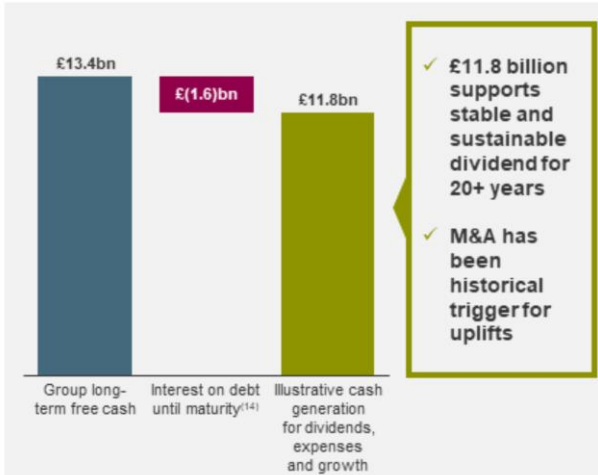 £13.4bn
£(1.6)bn
£11.8bn
Group long-
term free cash
Interest on debt
until maturity⁽¹⁴⁾
Illustrative cash
generation
for dividends,
expenses
and growth
✓ £11.8 billion
supports
stable and
sustainable
dividend for
20+ years
✓ M&A has
been
historical
trigger for
uplifts